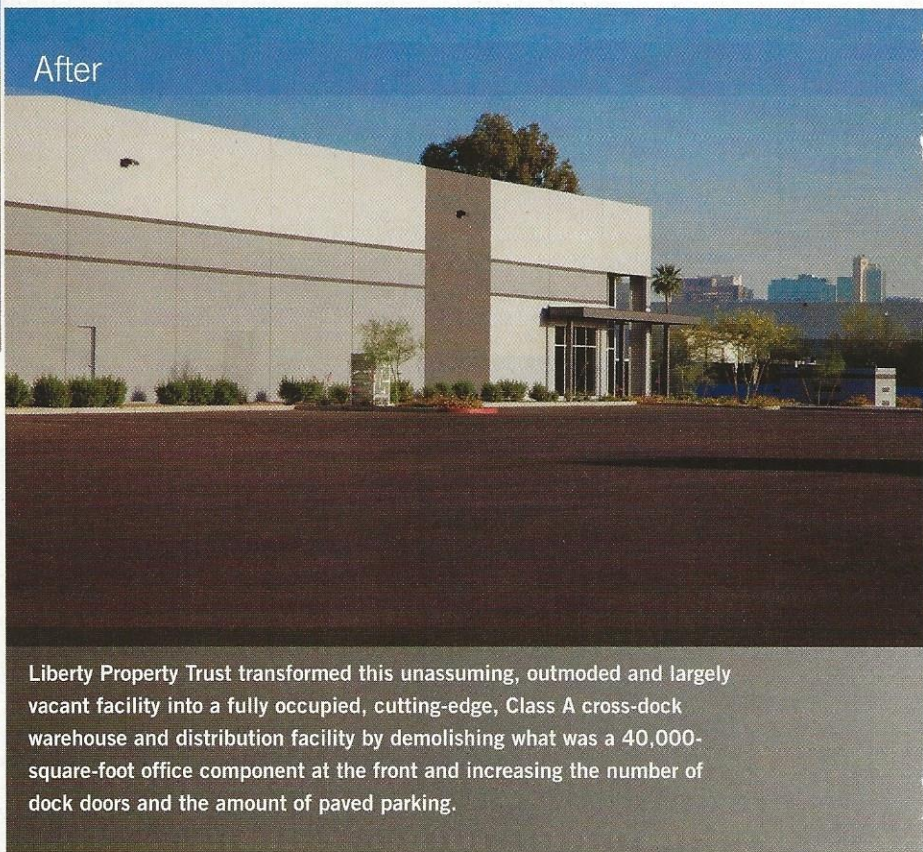 After
Liberty Property Trust transformed this unassuming, outmoded and largely
vacant facility into a fully occupied, cutting-edge, Class A cross-dock
warehouse and distribution facility by demolishing what was a 40,000-
square-foot office component at the front and increasing the number of
dock doors and the amount of paved parking.